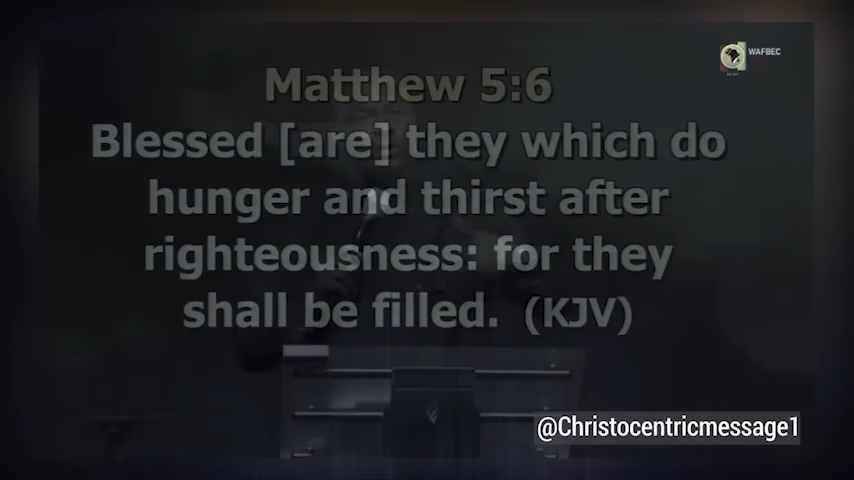 WAFBEC
Matthew 5:6
Blessed [are] they which do
hunger and thirst after
righteousness: for they
shall be filled. (KJV)
@Christocentricmessage1